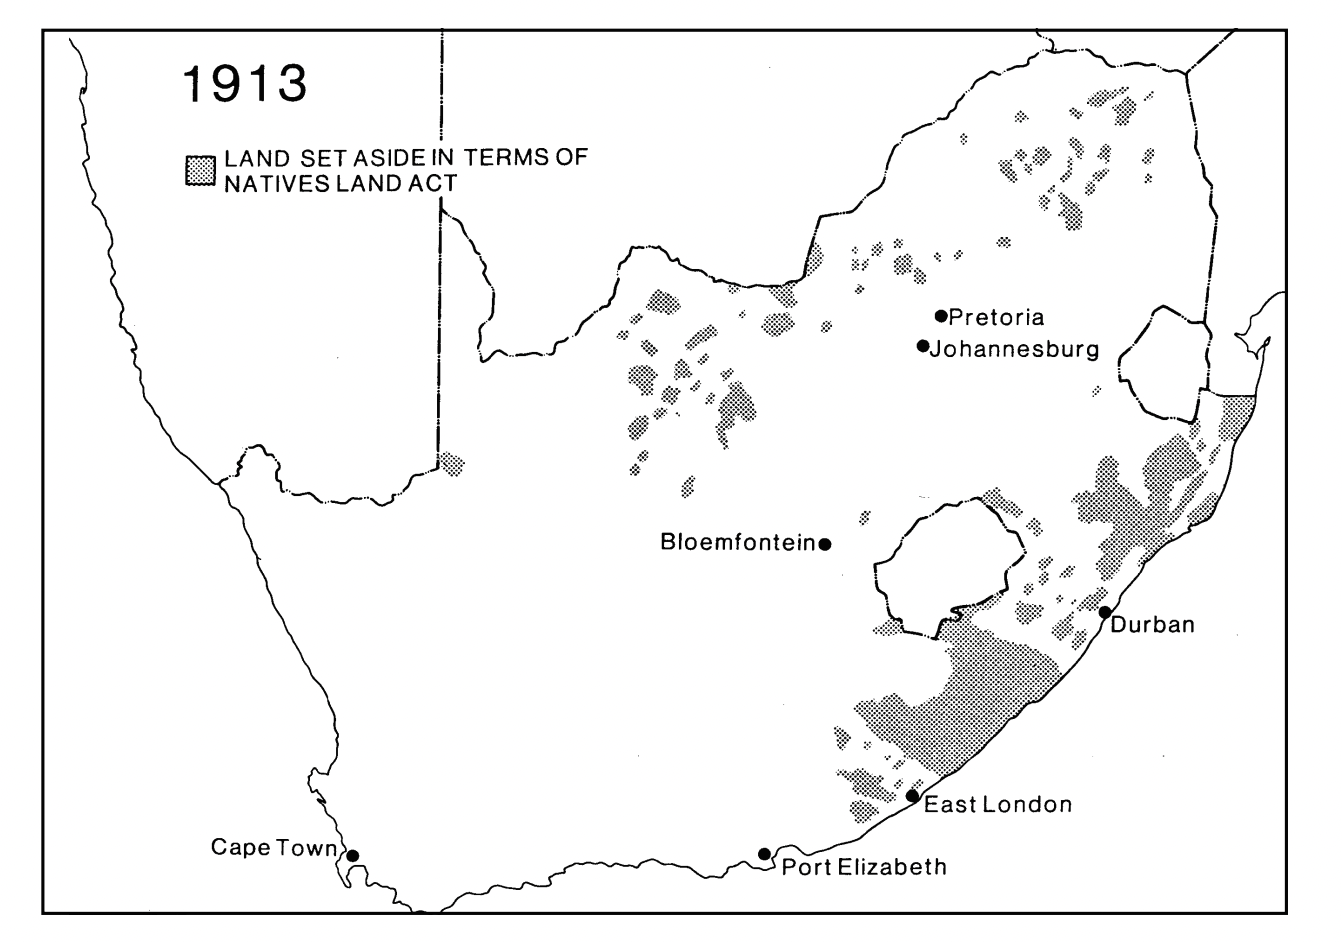 1913
LAND SET ASIDE IN TERMS OF
NATIVES LAND ACT
Pretoria
Johannesburg
Bloemfontein
Durban
East London
Cape Town
Port Elizabeth